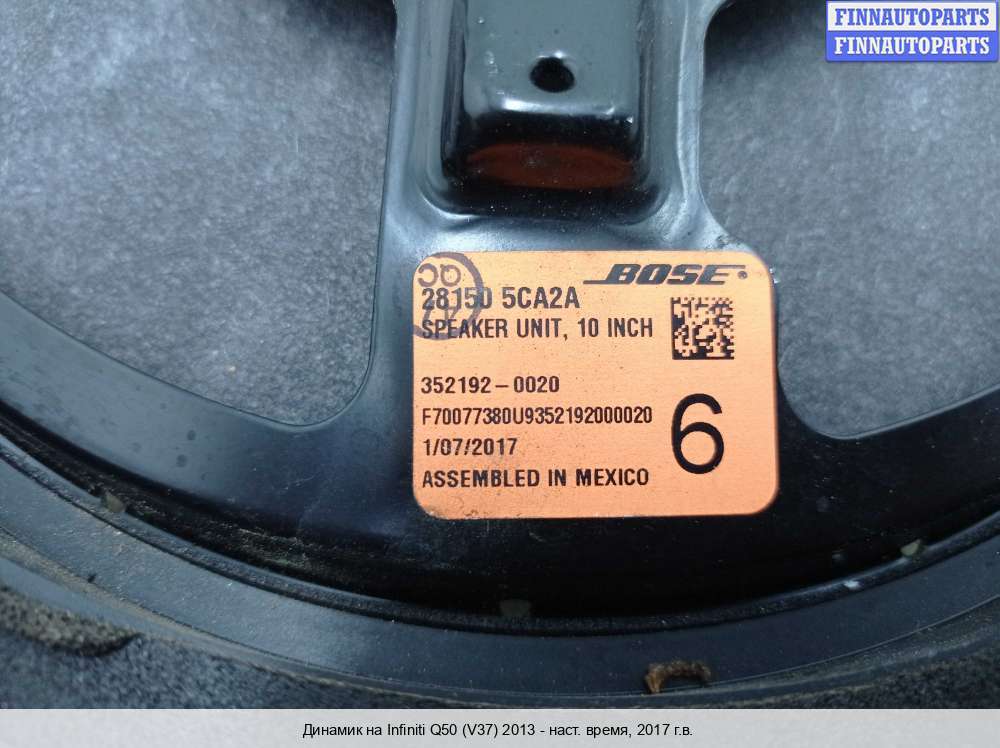 FINNAUTOPARTS
FINNAUTOPARTS
BOSE
QC
28150 5CA2A
SPEAKER UNIT, 10 INCH
352192-0020
F70077380U9352192000020
6
1/07/2017
ASSEMBLED IN MEXICO
Динамик на Infiniti Q50 (V37) 2013 - наст. время, 2017 г.в.